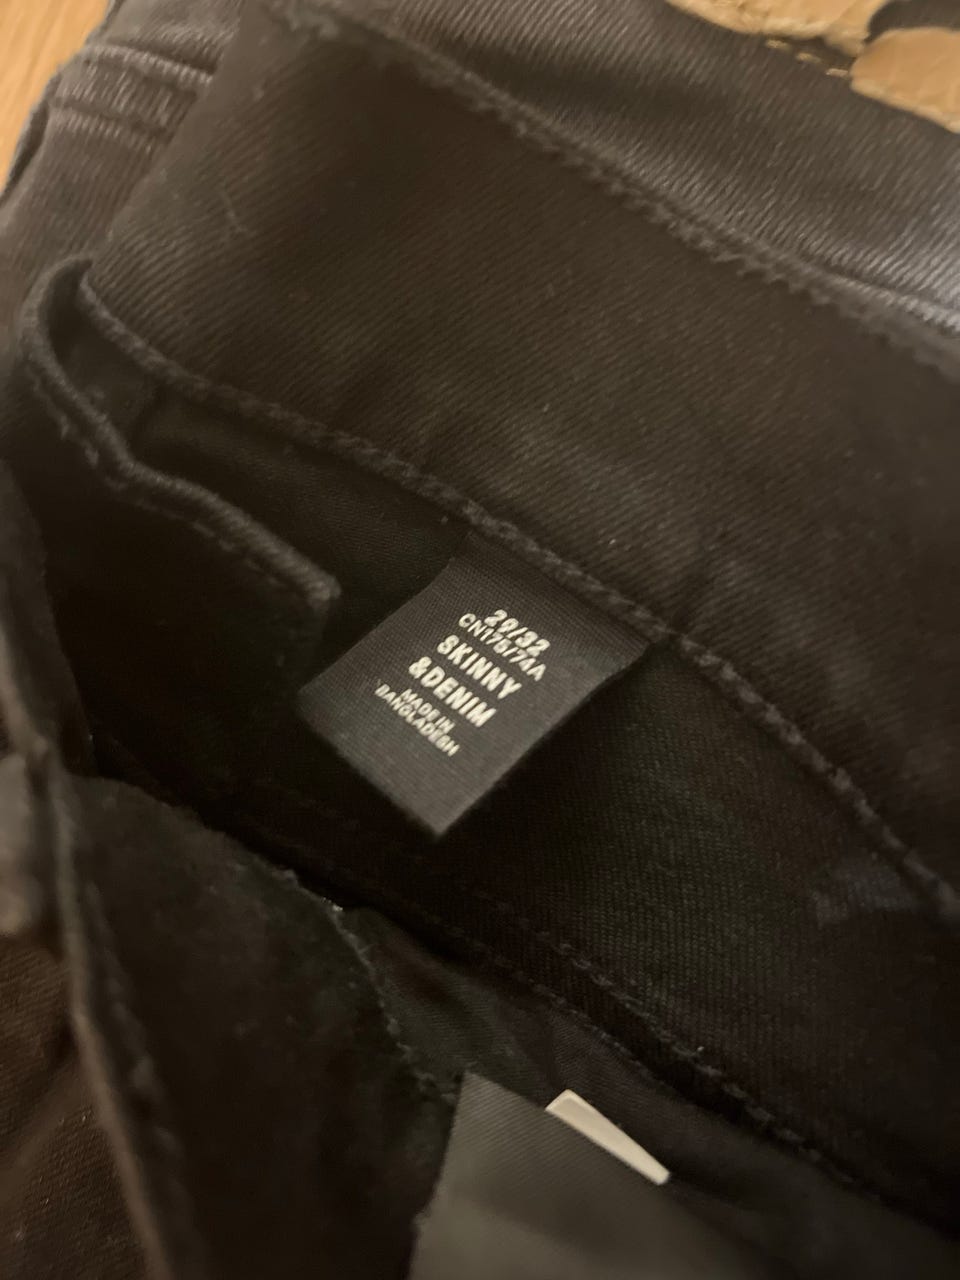 29/32
CN175/74A
SKINNY
&DENIM
MADE IN
BANGLADESH